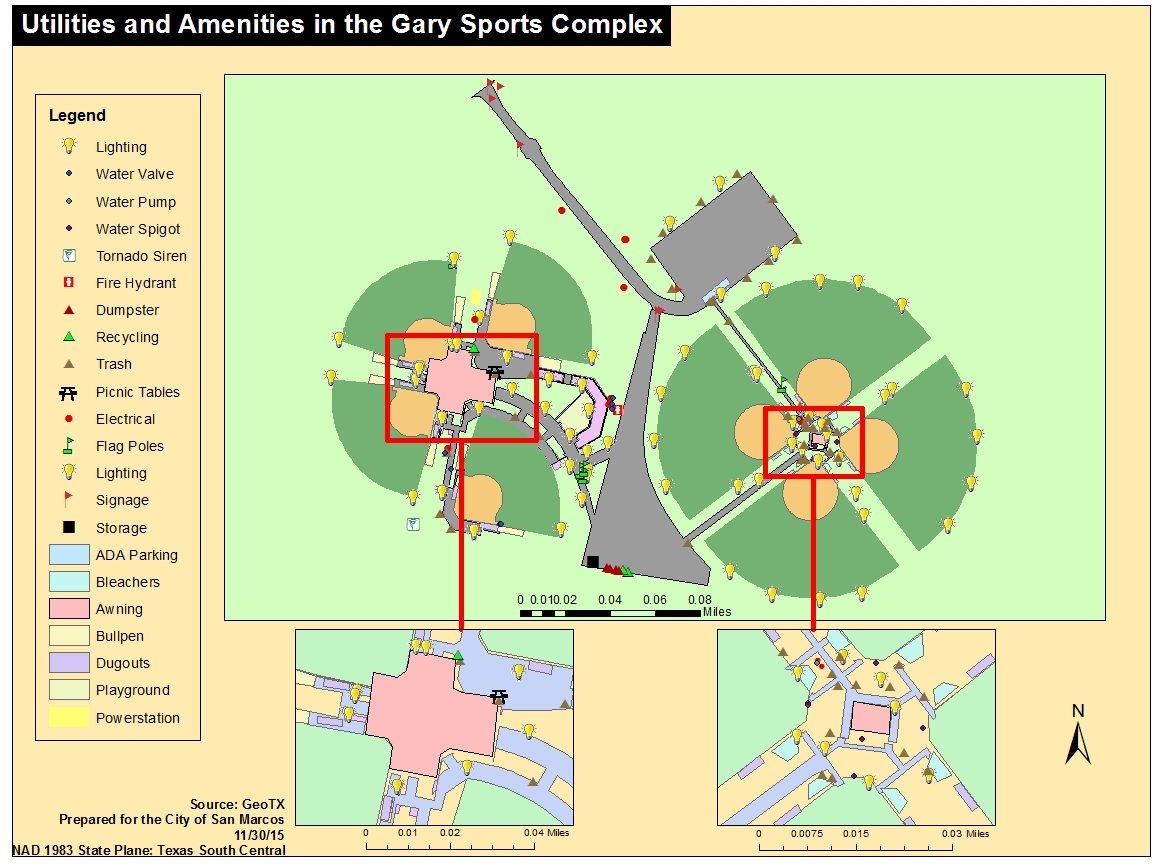 Utilities and Amenities in the Gary Sports Complex
Legend
Lighting
Water Valve
Water Pump
Water Spigot
Tornado Siren
Fire Hydrant
Dumpster
Recycling
Trash
Picnic Tables
Electrical
Flag Poles
Lighting
Signage
Storage
ADA Parking
Bleachers
Awning
Bullpen
Dugouts
Playground
Powerstation
0 0.010.02 0.04 0.06 0.08
Miles
N
Source: GeoTX
Prepared for the City of San Marcos
11/30/15
NAD 1983 State Plane: Texas South Central
0 0.01 0.02 0.04 Miles
0 0.0075 0.015 0.03 Miles